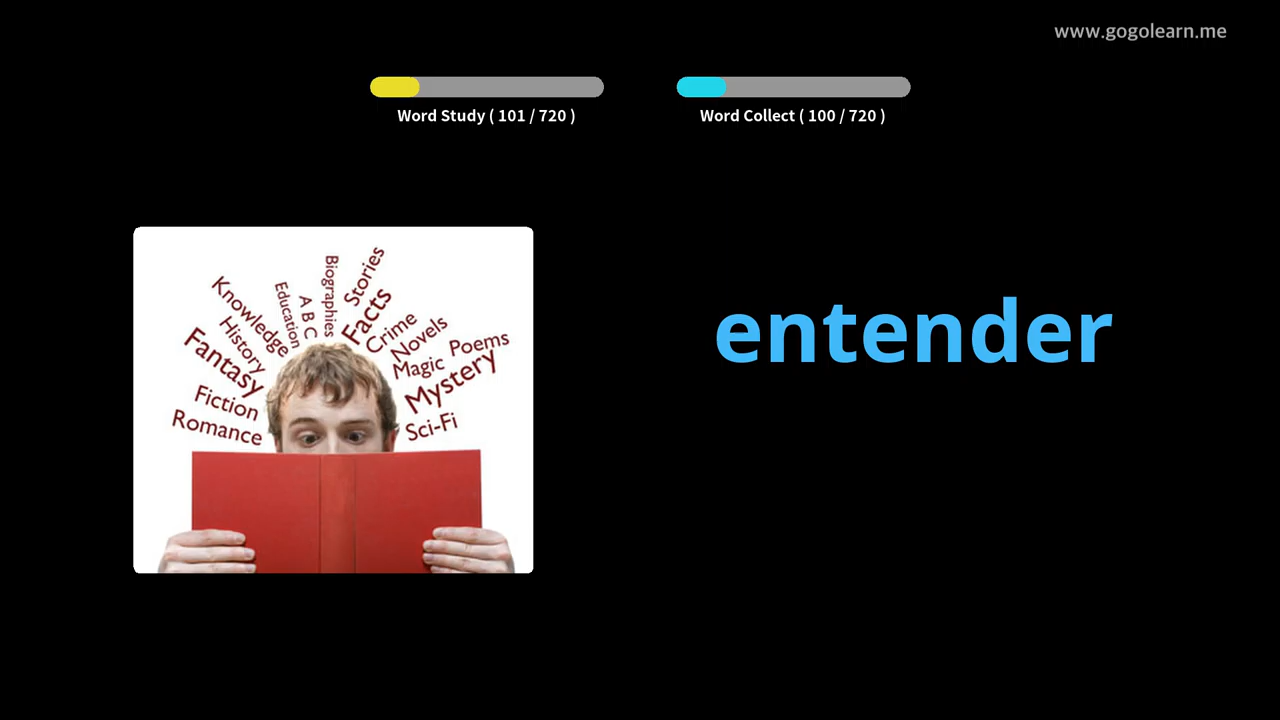 www.gogolearn.me
Word Study ( 101 / 720 )
Word Collect ( 100 / 720 )
entender
Biographies
Stories
Education
A B C
Facts
Knowledge
History
Crime
Novels
Fantasy
Magic
Poems
Mystery
Fiction
Romance
Sci-Fi